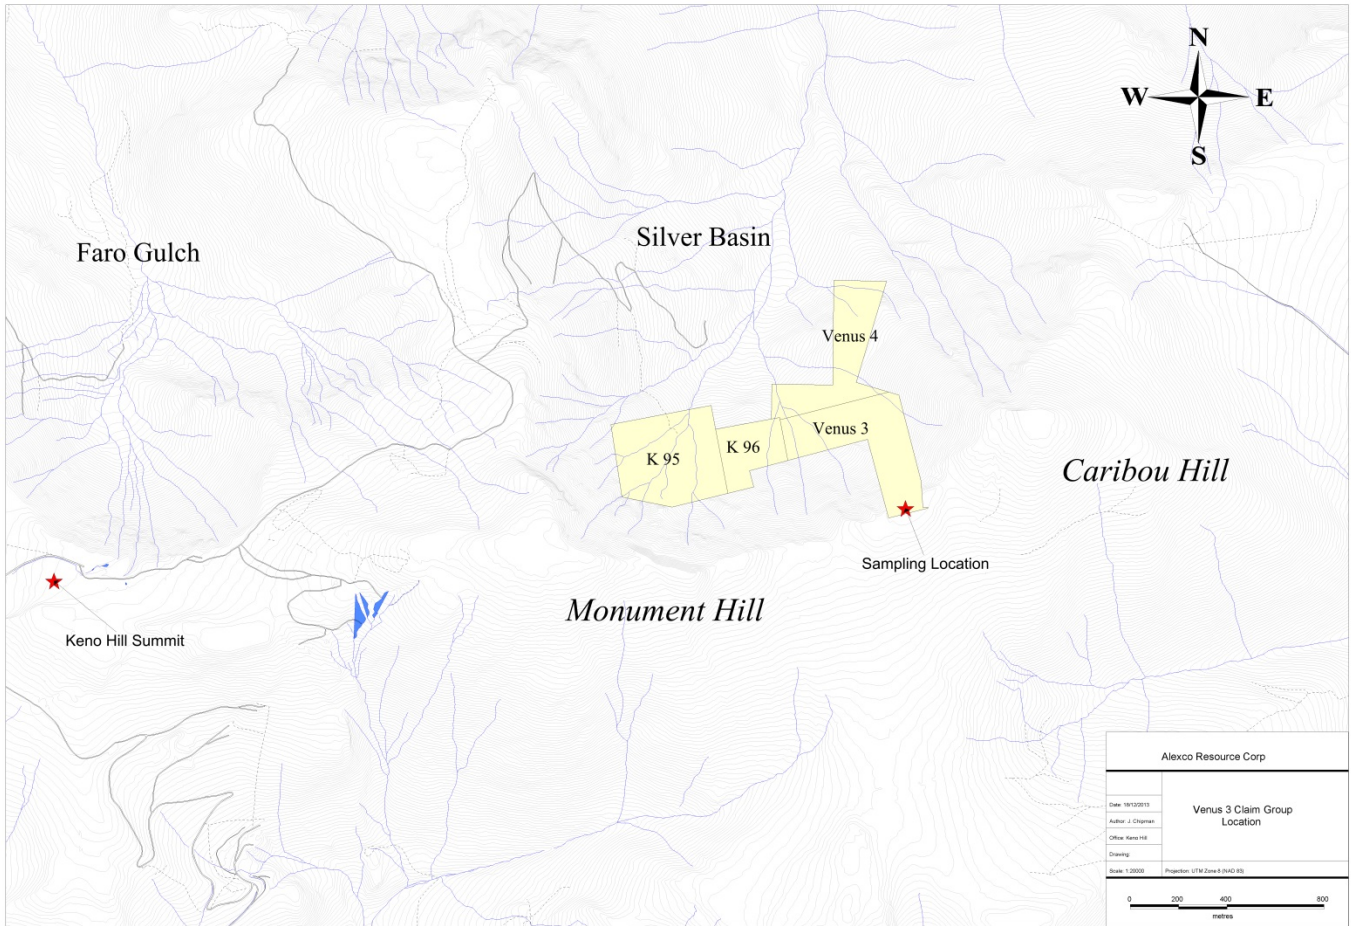 N
W E
S
Silver Basin
Faro Gulch
Venus 4
Venus 3
K 96
K 95
Caribou Hill
Sampling Location
Monument Hill
Keno Hill Summit
Alexco Resource Corp
Venus 3 Claim Group
Location
Date: 18/12/2013
Author: J. Chipman
Office: Keno Hill
Drawing:
Scale: 1:20000 Projection: UTM Zone 8 (NAD 83)
0 200 400 800
metres